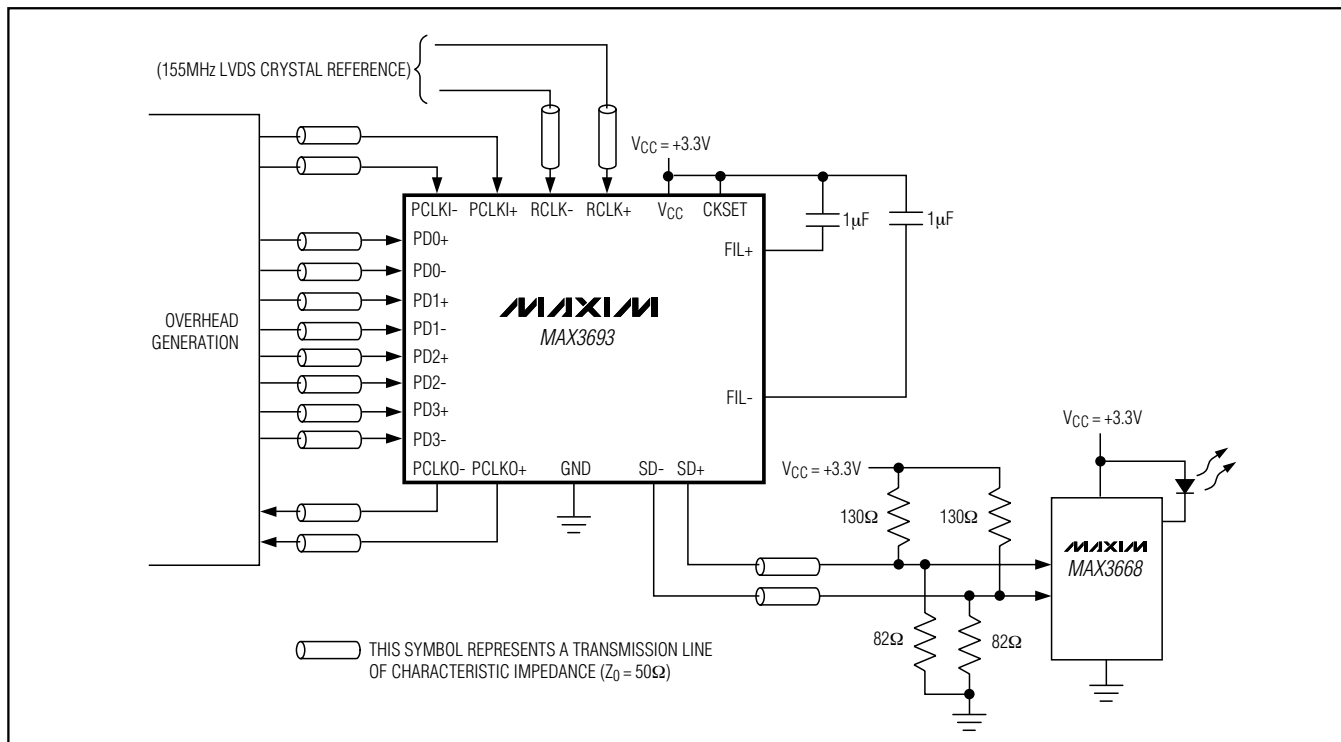 (155MHz LVDS CRYSTAL REFERENCE)
VCC = +3.3V
PCLKI- PCLKI+ RCLK- RCLK+ VCC CKSET
1µF
1µF
PD0+
FIL+
PD0-
PD1+
MAXIM
OVERHEAD
GENERATION
PD1-
MAX3693
PD2+
PD2-
FIL-
PD3+
PD3-
VCC = +3.3V
PCLKO- PCLKO+ GND SD- SD+
VCC = +3.3V
130Ω
130Ω
MAXIM
MAX3668
82Ω
82Ω
THIS SYMBOL REPRESENTS A TRANSMISSION LINE
OF CHARACTERISTIC IMPEDANCE (Z0 = 50Ω)